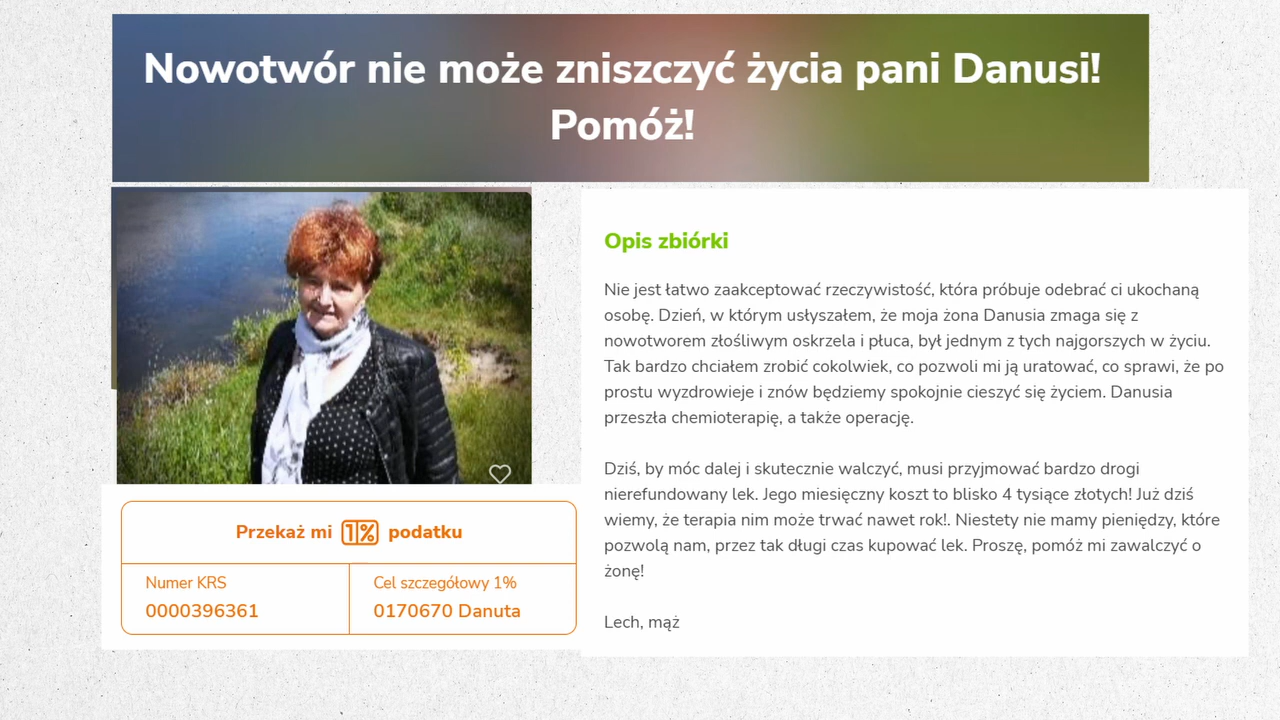 Nowotwór nie może zniszczyć życia pani Danusi!
Pomóż!
Opis zbiórki
Nie jest łatwo zaakceptować rzeczywistość, która próbuje odebrać ci ukochaną
osobę. Dzień, w którym usłyszałem, że moja żona Danusia zmaga się z
nowotworem złośliwym oskrzela i płuca, był jednym z tych najgorszych w życiu.
Tak bardzo chciałem zrobić cokolwiek, co pozwoli mi ją uratować, co sprawi, że po
prostu wyzdrowieje i znów będziemy spokojnie cieszyć się życiem. Danusia
przeszła chemioterapię, a także operację.
Dziś, by móc dalej i skutecznie walczyć, musi przyjmować bardzo drogi
nierefundowany lek. Jego miesięczny koszt to blisko 4 tysiące złotych! Już dziś
wiemy, że terapia nim może trwać nawet rok!. Niestety nie mamy pieniędzy, które
pozwolą nam, przez tak długi czas kupować lek. Proszę, pomóż mi zawalczyć o
żonę!
Lech, mąż
Przekaż mi 1% podatku
Numer KRS
0000396361
Cel szczegółowy 1%
0170670 Danuta